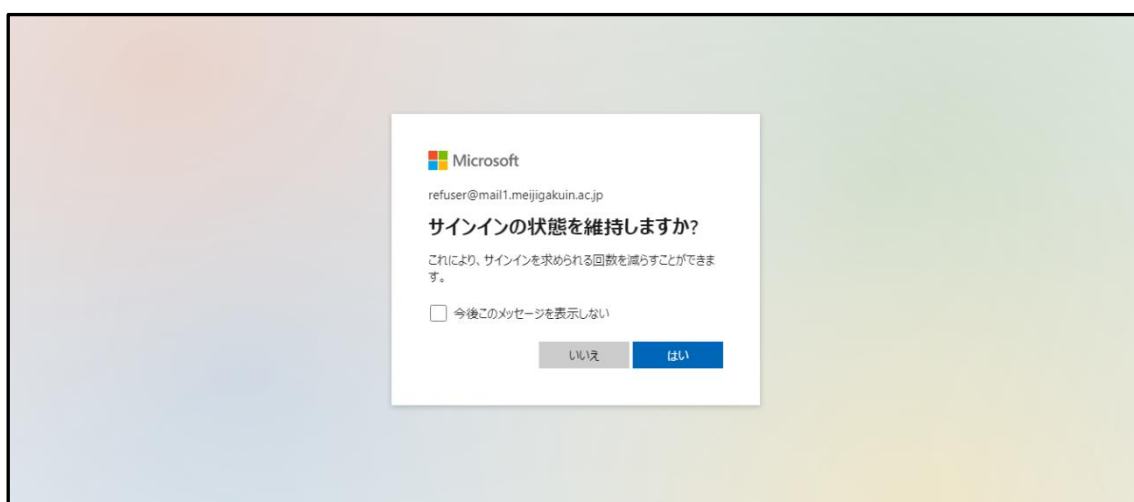 Microsoft
refuser@mail1.meijigakuin.ac.jp
サインインの状態を維持しますか?
これにより、サインインを求められる回数を減らすことができま
す。
今後このメッセージを表示しない
いいえ
はい